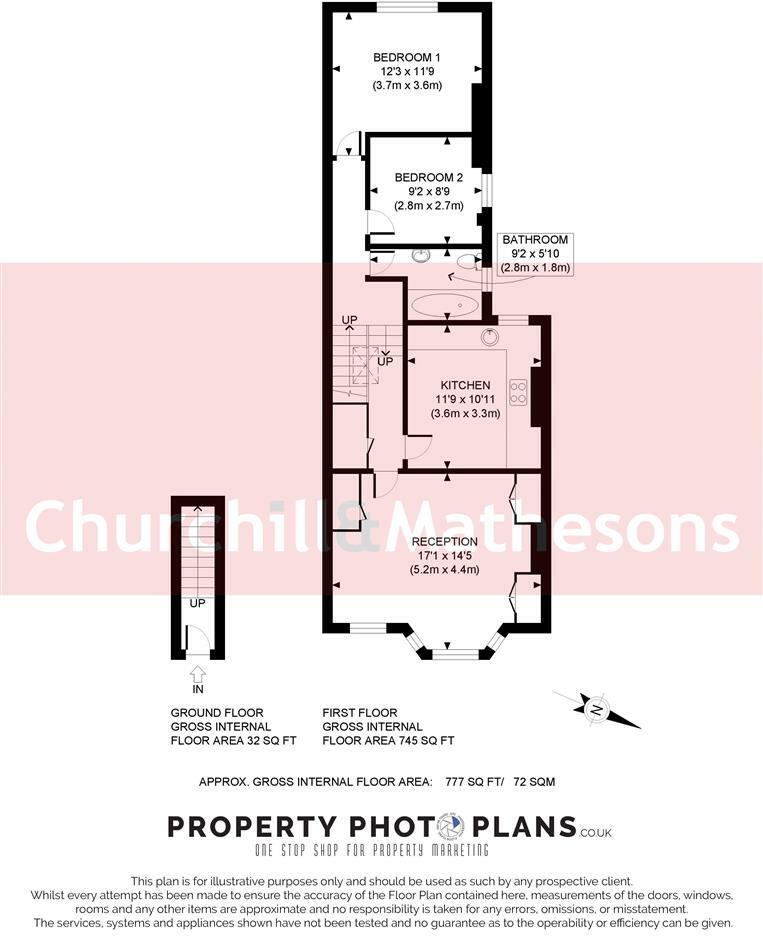 BEDROOM 1
12'3 x 11'9
(3.7m x 3.6m)
BEDROOM 2
9'2 x 8'9
(2.8m x 2.7m)
BATHROOM
9'2 x 5'10
(2.8m x 1.8m)
UP
UP
KITCHEN
11'9 x 10'11
(3.6m x 3.3m)
Churchill&Mathesons
RECEPTION
17'1 x 14'5
(5.2m x 4.4m)
UP
IN
N
GROUND FLOOR
GROSS INTERNAL
FLOOR AREA 32 SQ FT
FIRST FLOOR
GROSS INTERNAL
FLOOR AREA 745 SQ FT
APPROX. GROSS INTERNAL FLOOR AREA: 777 SQ FT/ 72 SQM
PROPERTY PHOTO PLANS.CO.UK
ONE STOP SHOP FOR PROPERTY MARKETING
This plan is for illustrative purposes only and should be used as such by any prospective client.
Whilst every attempt has been made to ensure the accuracy of the Floor Plan contained here, measurements of the doors, windows,
rooms and any other items are approximate and no responsibility is taken for any errors, omissions, or misstatement.
The services, systems and appliances shown have not been tested and no guarantee as to the operability or efficiency can be given.